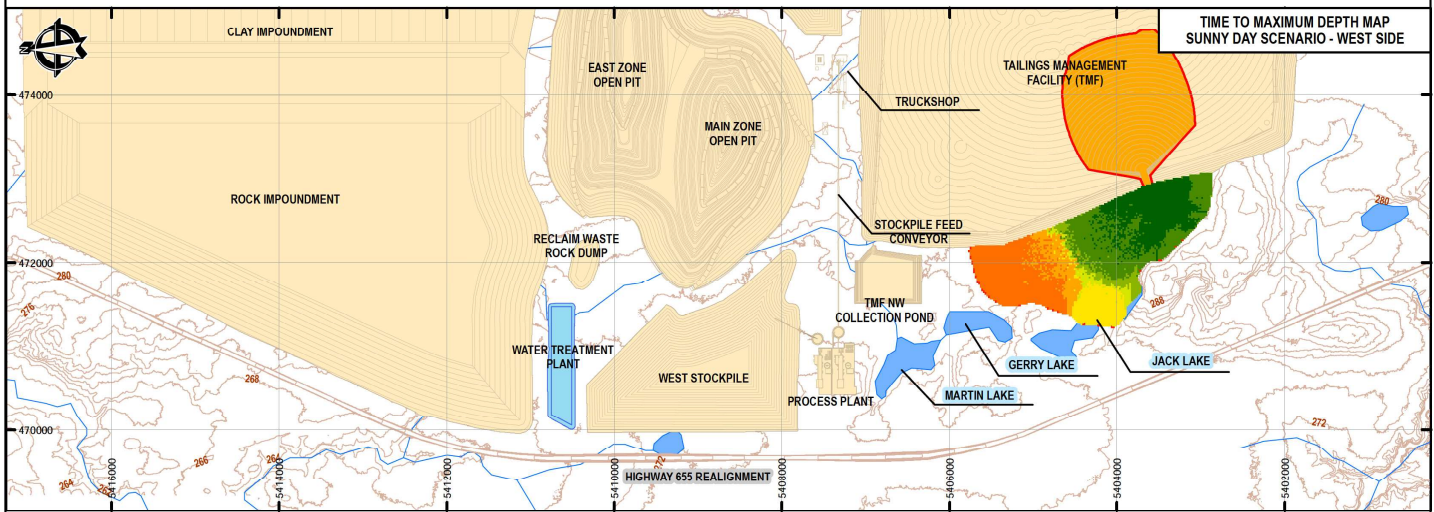 TIME TO MAXIMUM DEPTH MAP
SUNNY DAY SCENARIO - WEST SIDE
CLAY IMPOUNDMENT
N
EAST ZONE
OPEN PIT
TAILINGS MANAGEMENT
FACILITY (TMF)
474000
TRUCKSHOP
MAIN ZONE
OPEN PIT
ROCK IMPOUNDMENT
280
STOCKPILE FEED
CONVEYOR
RECLAIM WASTE
ROCK DUMP
472000
280
276
288
TMF NW
COLLECTION POND
WATER TREATMENT
PLANT
JACK LAKE
GERRY LAKE
268
WEST STOCKPILE
MARTIN LAKE
PROCESS PLANT
470000
272
266
264
272
264
HIGHWAY 655 REALIGNMENT
5416000
5414000
5412000
5410000
5408000
5406000
5404000
5402000